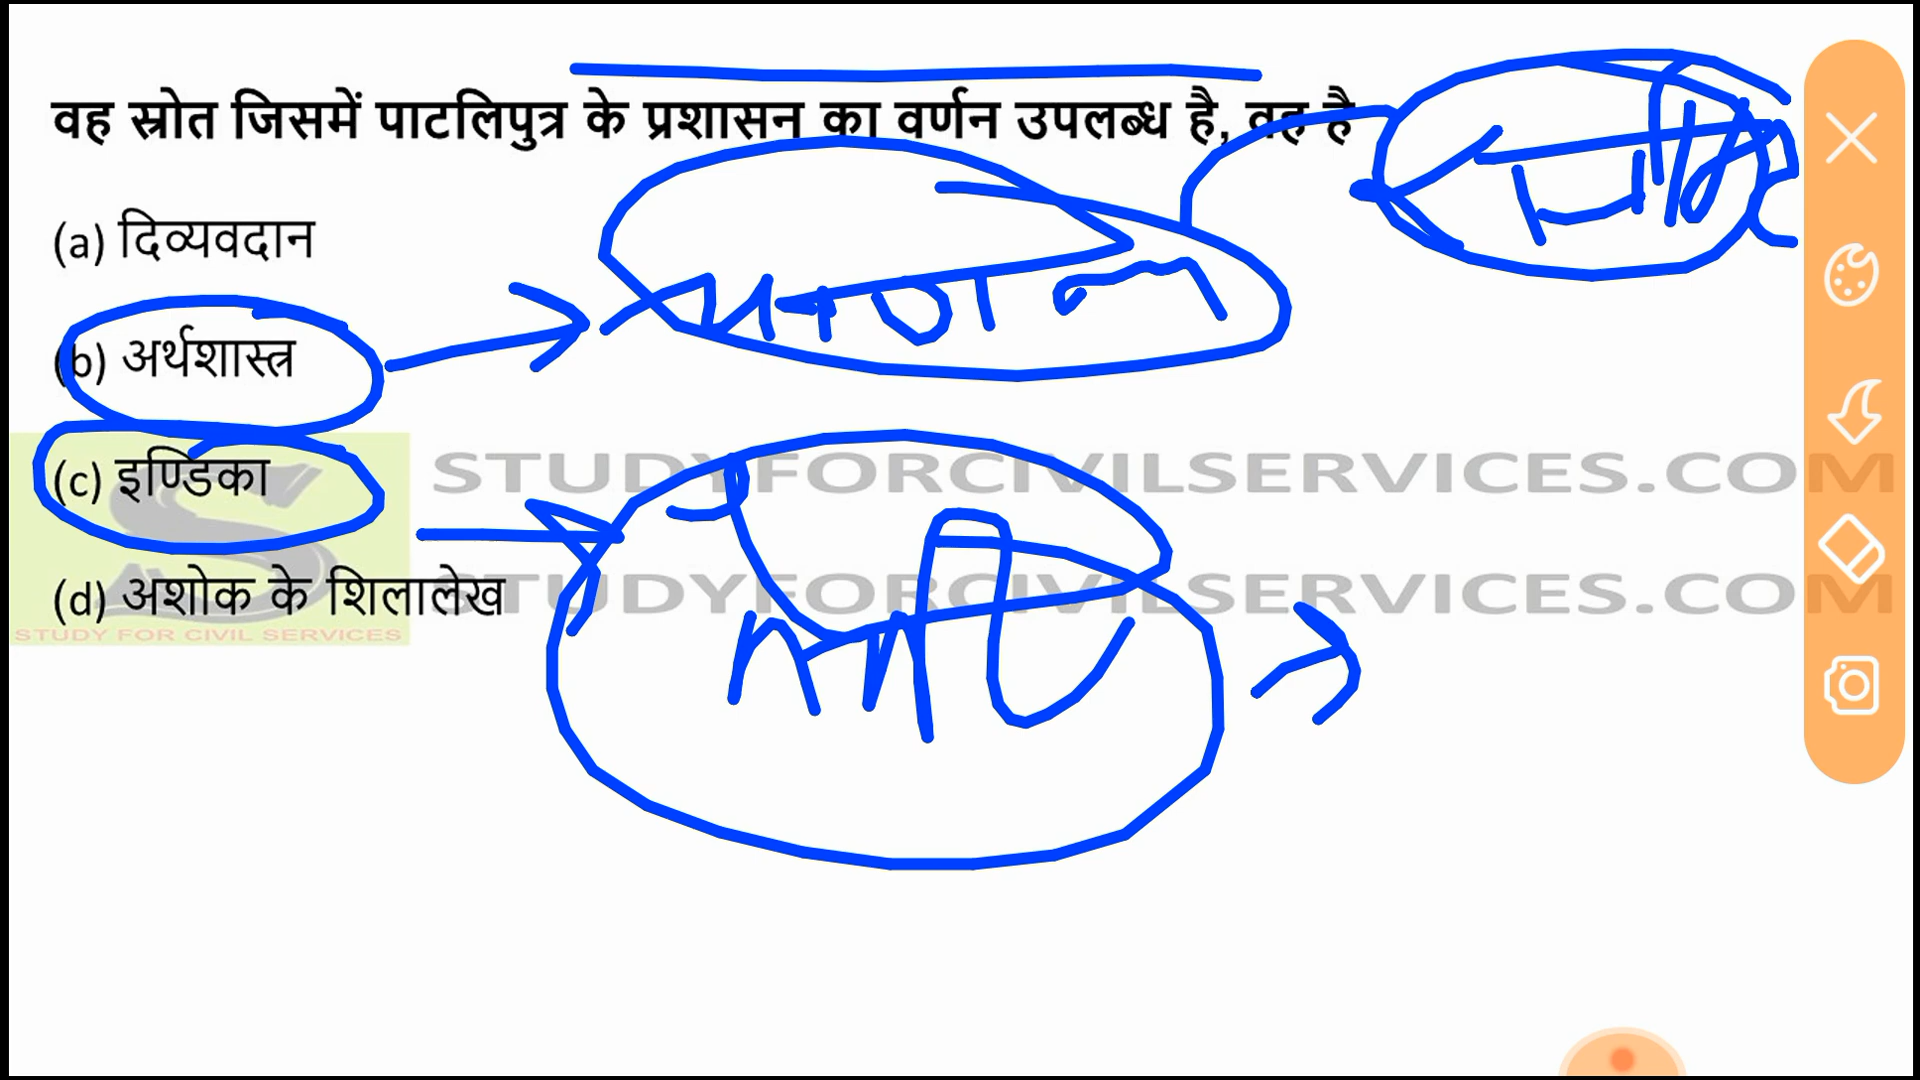 वह स्रोत जिसमें पाटलिपुत्र के प्रशासन का वर्णन उपलब्ध है, वह है
(a) दिव्यवदान
(b) अर्थशास्त्र
(c) इण्डिका
STUDYFORCIVILSERVICES.COM
(d) अशोक के शिलालेख
STUDYFORCIVILSERVICES.COM
STUDY FOR CIVIL SERVICES